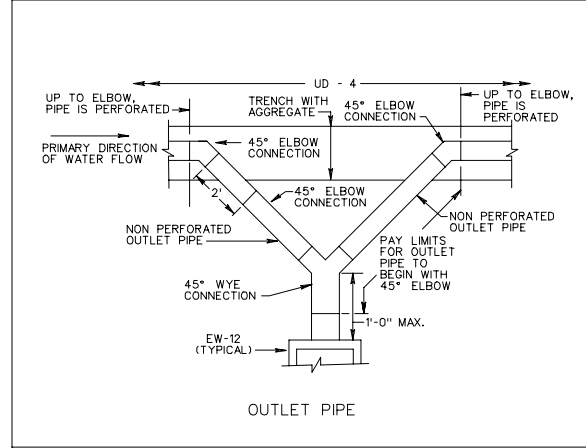 UD - 4
UP TO ELBOW,
PIPE IS PERFORATED
TRENCH WITH
AGGREGATE
45° ELBOW
CONNECTION
UP TO ELBOW,
PIPE IS
PERFORATED
PRIMARY DIRECTION
OF WATER FLOW
45° ELBOW
CONNECTION
2'
45° ELBOW
CONNECTION
NON PERFORATED
OUTLET PIPE
NON PERFORATED
OUTLET PIPE
PAY LIMITS
FOR OUTLET
PIPE TO
BEGIN WITH
45° ELBOW
45° WYE
CONNECTION
1'-0" MAX.
EW-12
(TYPICAL)
OUTLET PIPE